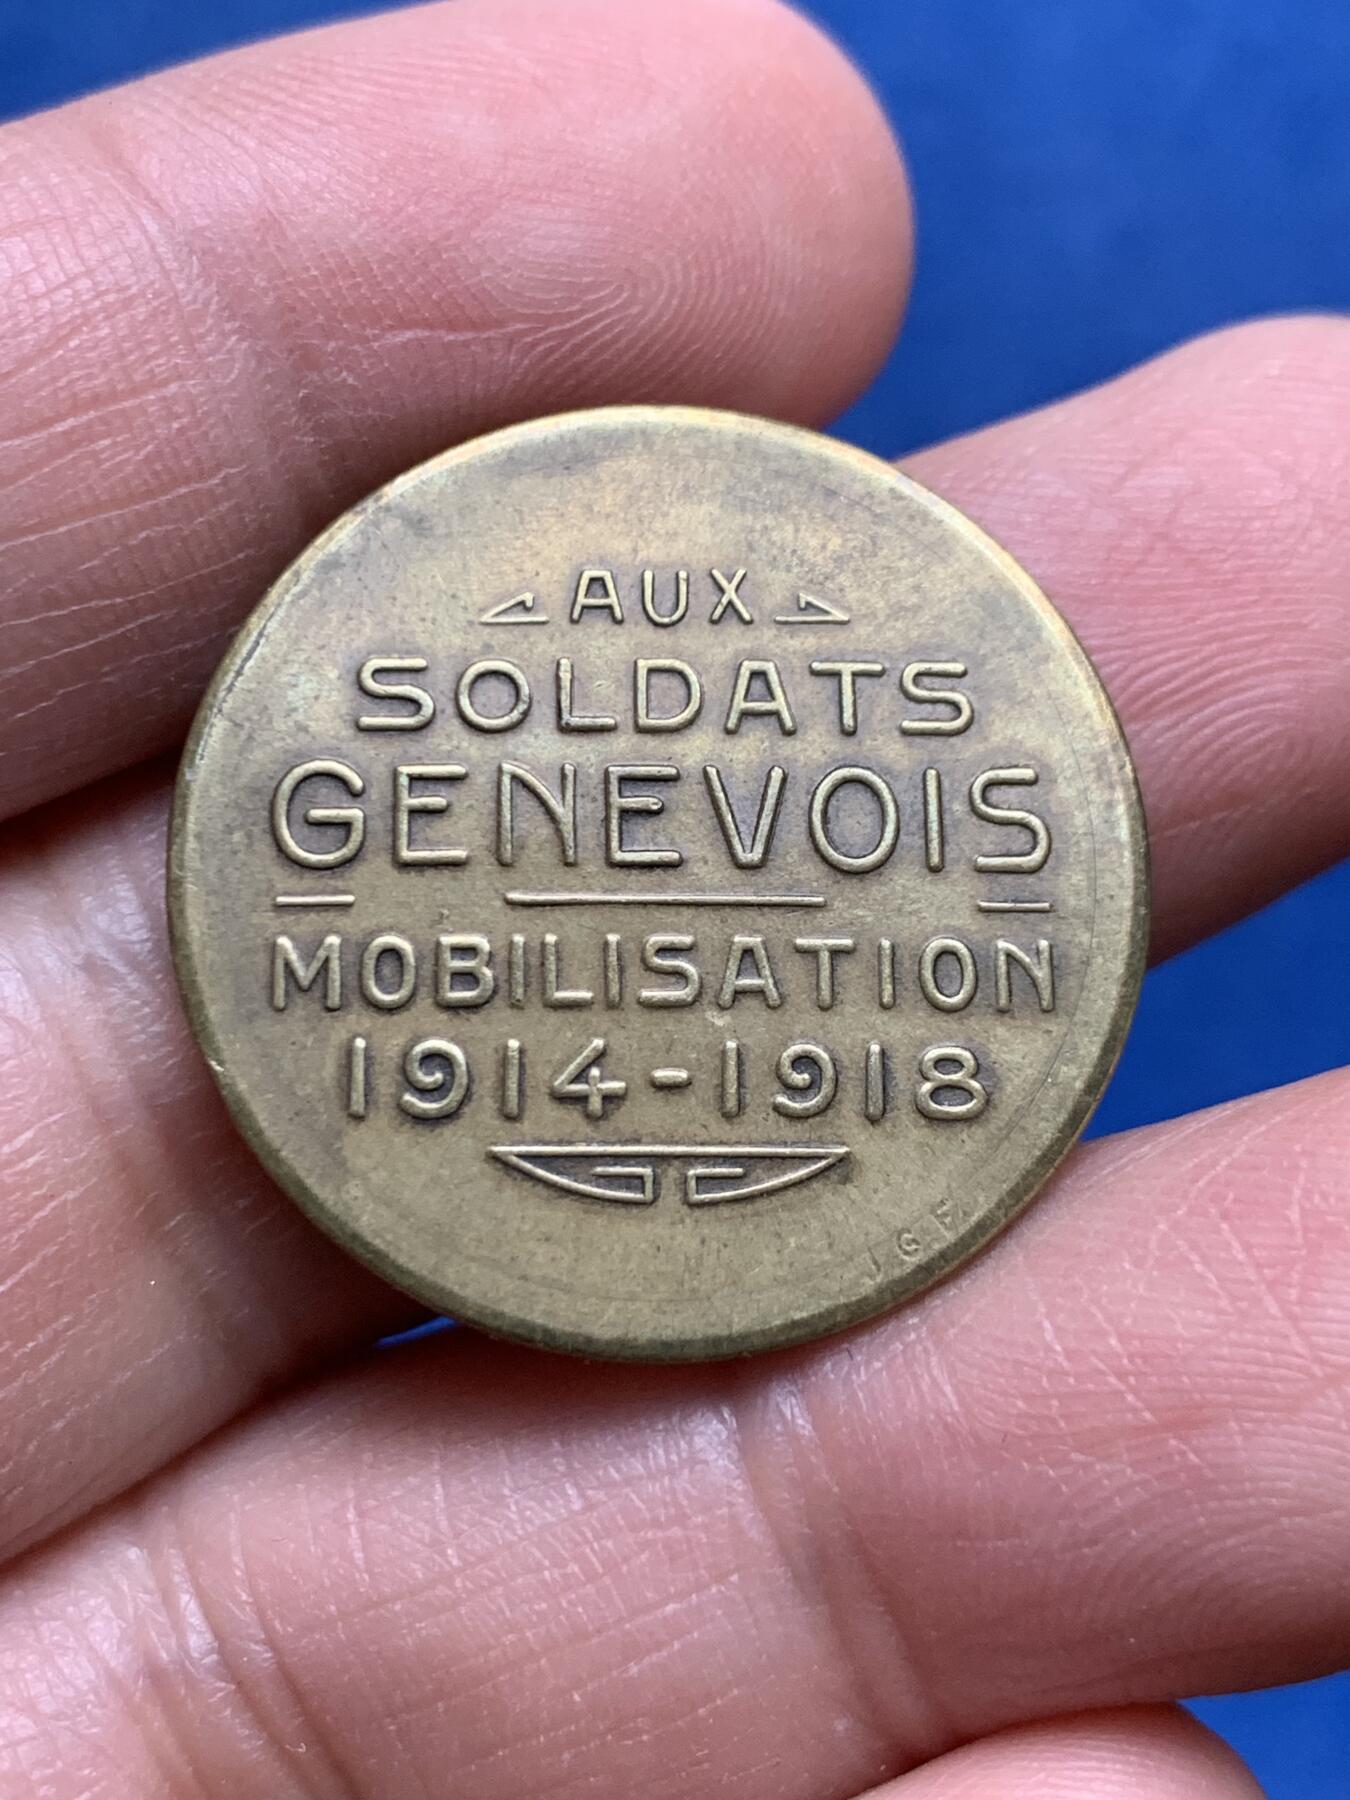 AUX
SOLDATS
GENEVOIS
MOBILISATION
1914-1918
J G F